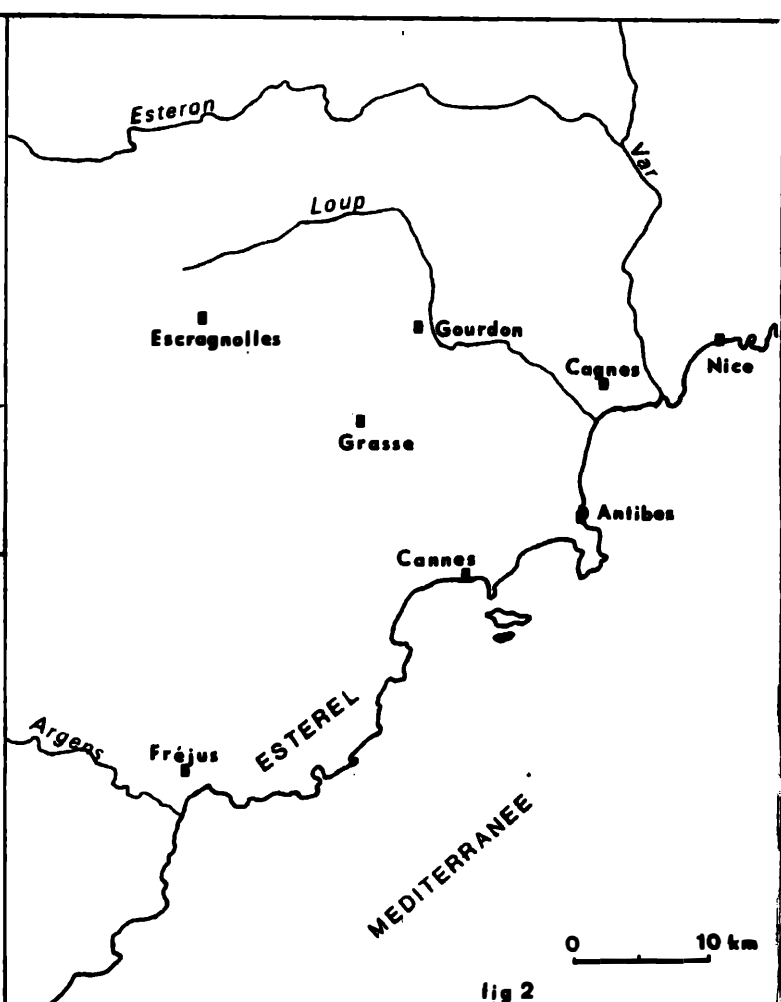 Esteron
Var
Loup
Escragnolles
Gourdon
Cagnes
Nice
Grasse
Antibes
Cannes
ESTEREL
Argens
Fréjus
MEDITERRANEE
0 10 km
fig 2